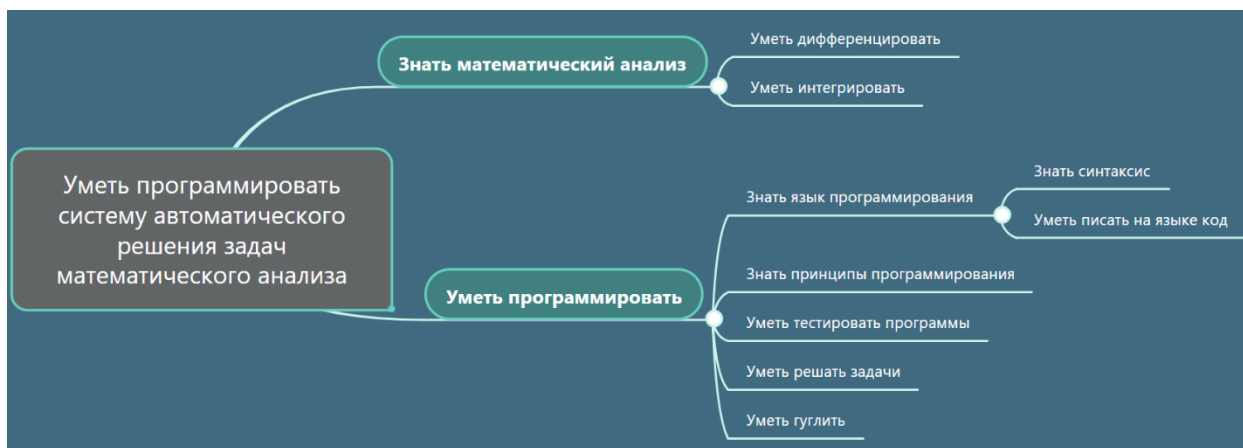 Уметь программировать
систему автоматического
решения задач
математического анализа
Знать математический анализ
Уметь дифференцировать
Уметь интегрировать
Уметь программировать
Знать язык программирования
Знать синтаксис
Уметь писать на языке код
Знать принципы программирования
Уметь тестировать программы
Уметь решать задачи
Уметь гуглить